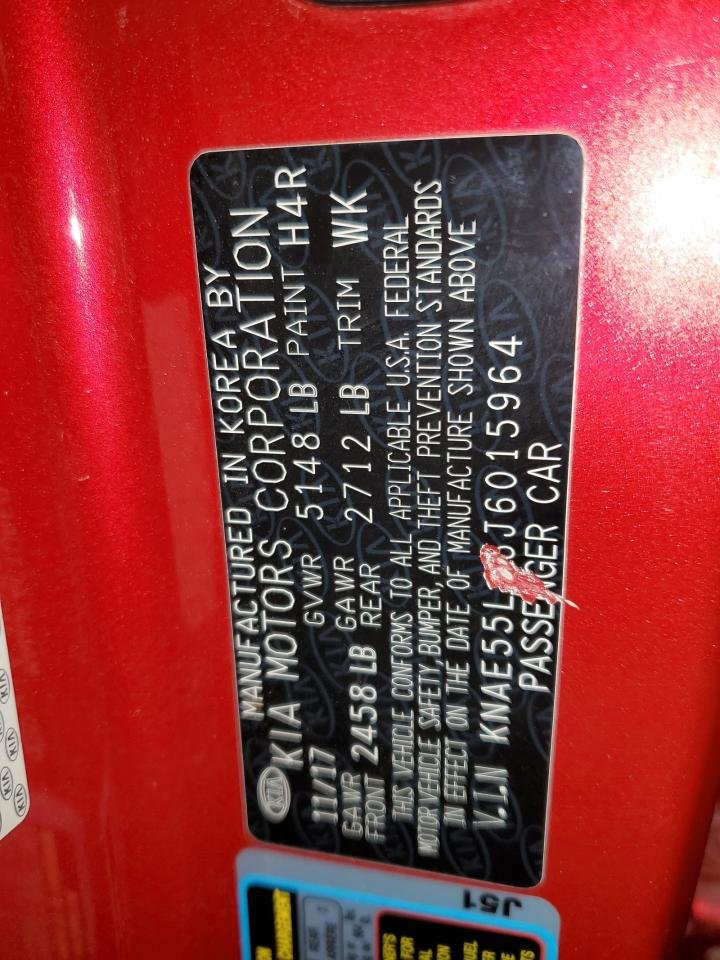 MANUFACTURED IN KOREA BY
KIA KIA MOTORS CORPORATION
11/17 GVWR 5148 LB PAINT H4R
GAWR FRONT 2458 LB GAWR REAR 2712 LB TRIM WK
THIS VEHICLE CONFORMS TO ALL APPLICABLE U.S.A. FEDERAL
MOTOR VEHICLE SAFETY, BUMPER, AND THEFT PREVENTION STANDARDS
IN EFFECT ON THE DATE OF MANUFACTURE SHOWN ABOVE
V.I.N KNAE55L J6015964
PASSENGER CAR
J51